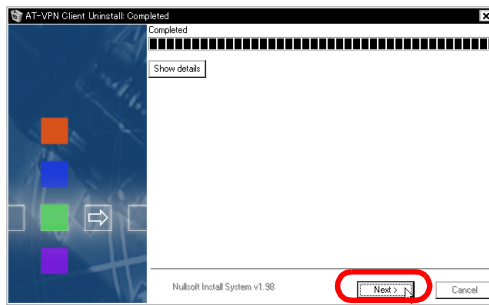 AT-VPN Client Uninstall: Completed
Completed
Show details
Nullsoft Install System v1.98
Next >
Cancel